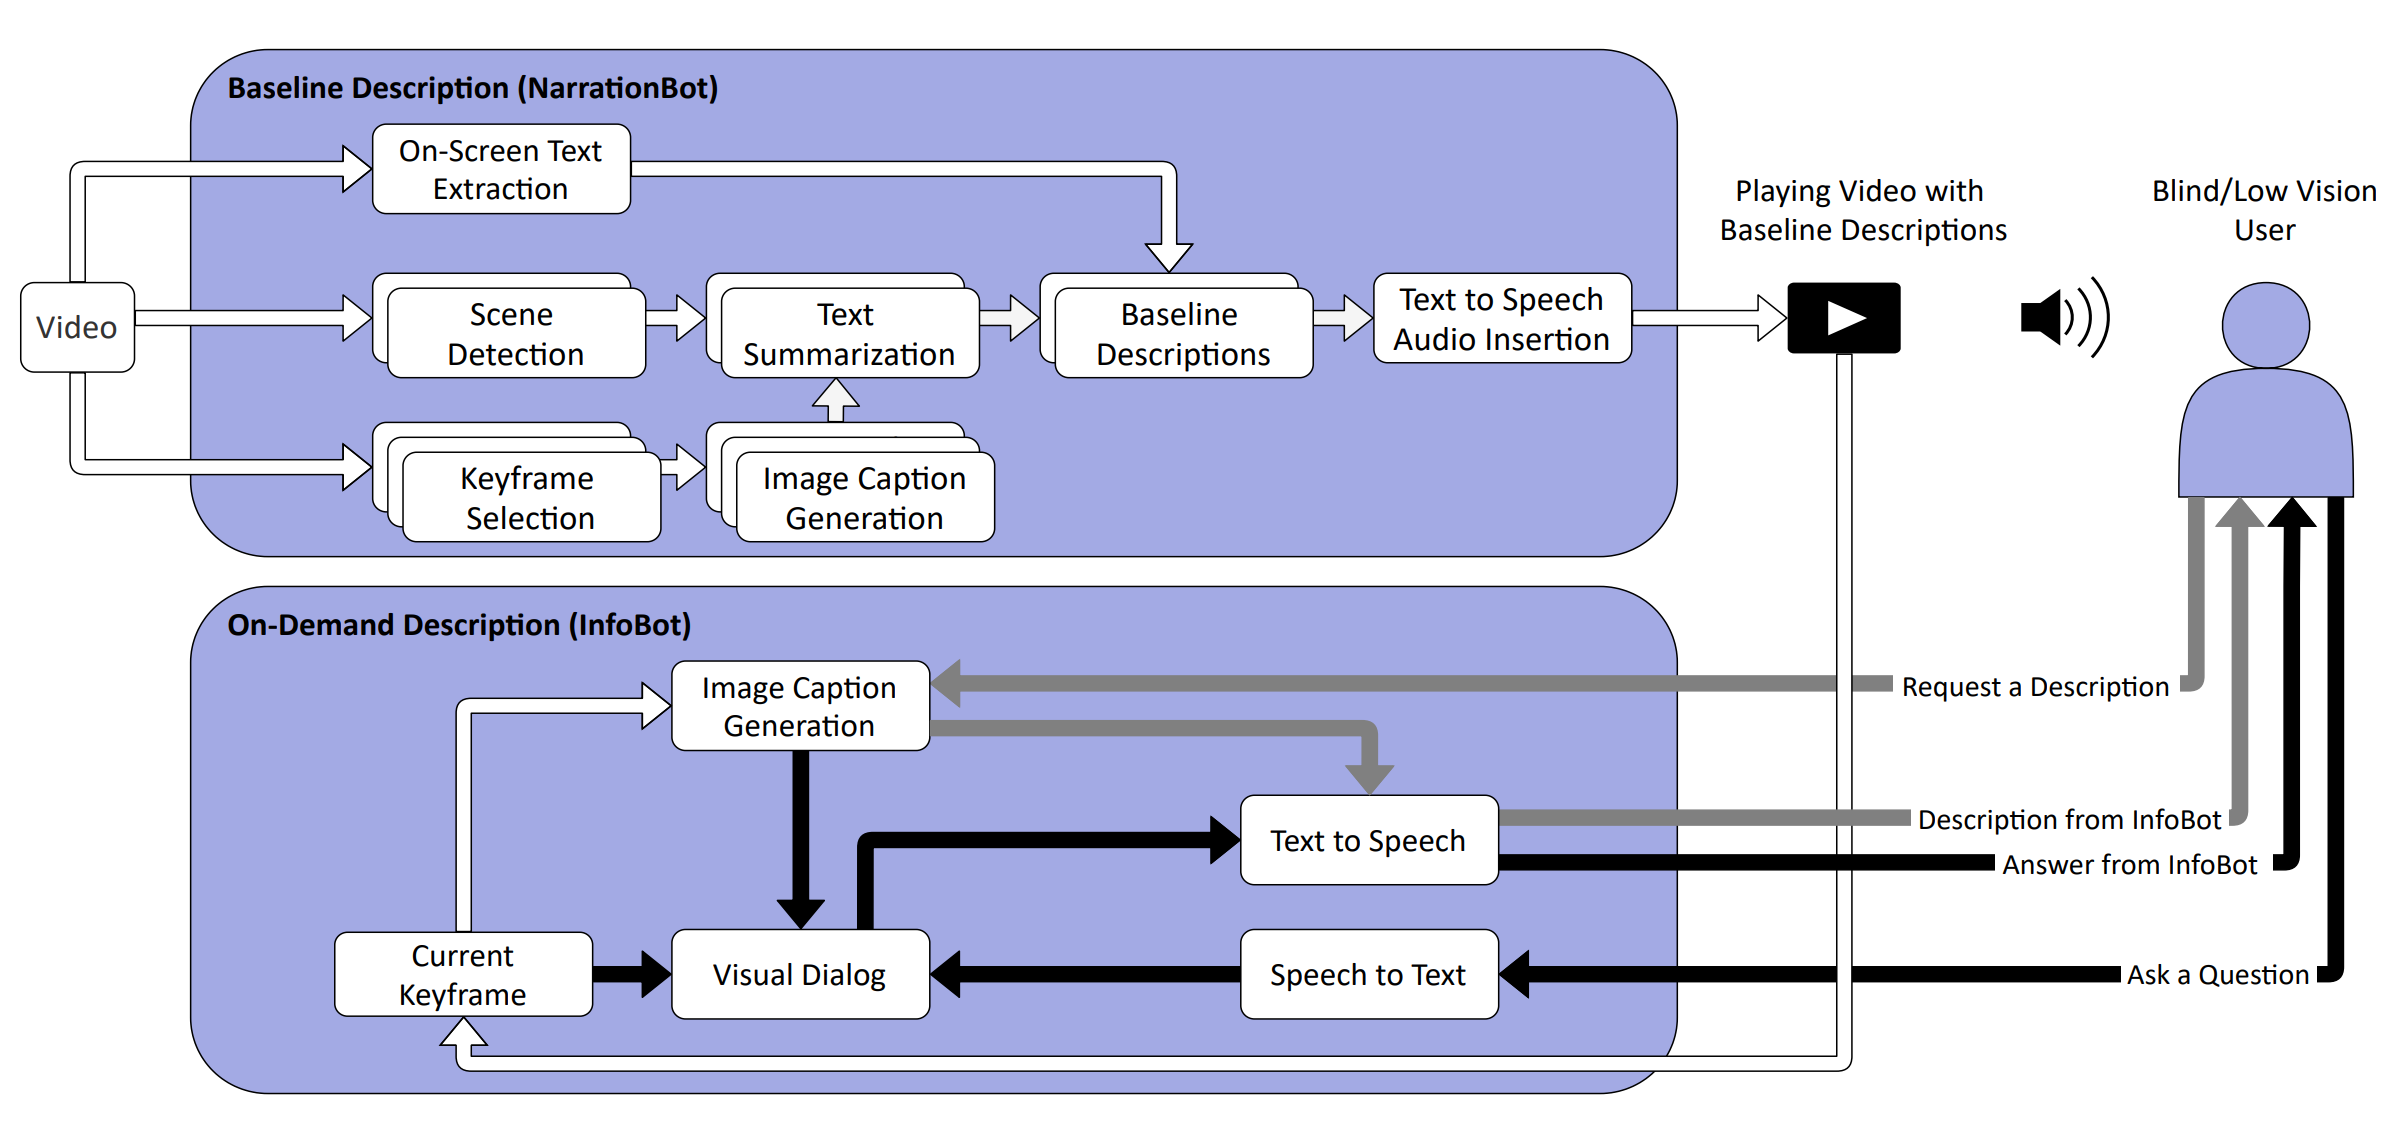 Baseline Description (NarrationBot)
On-Screen Text
Extraction
Video
Scene
Detection
Text
Summarization
Baseline
Descriptions
Text to Speech
Audio Insertion
Keyframe
Selection
Image Caption
Generation
Playing Video with
Baseline Descriptions
Blind/Low Vision
User
On-Demand Description (InfoBot)
Image Caption
Generation
Request a Description
Text to Speech
Description from InfoBot
Answer from InfoBot
Current
Keyframe
Visual Dialog
Speech to Text
Ask a Question